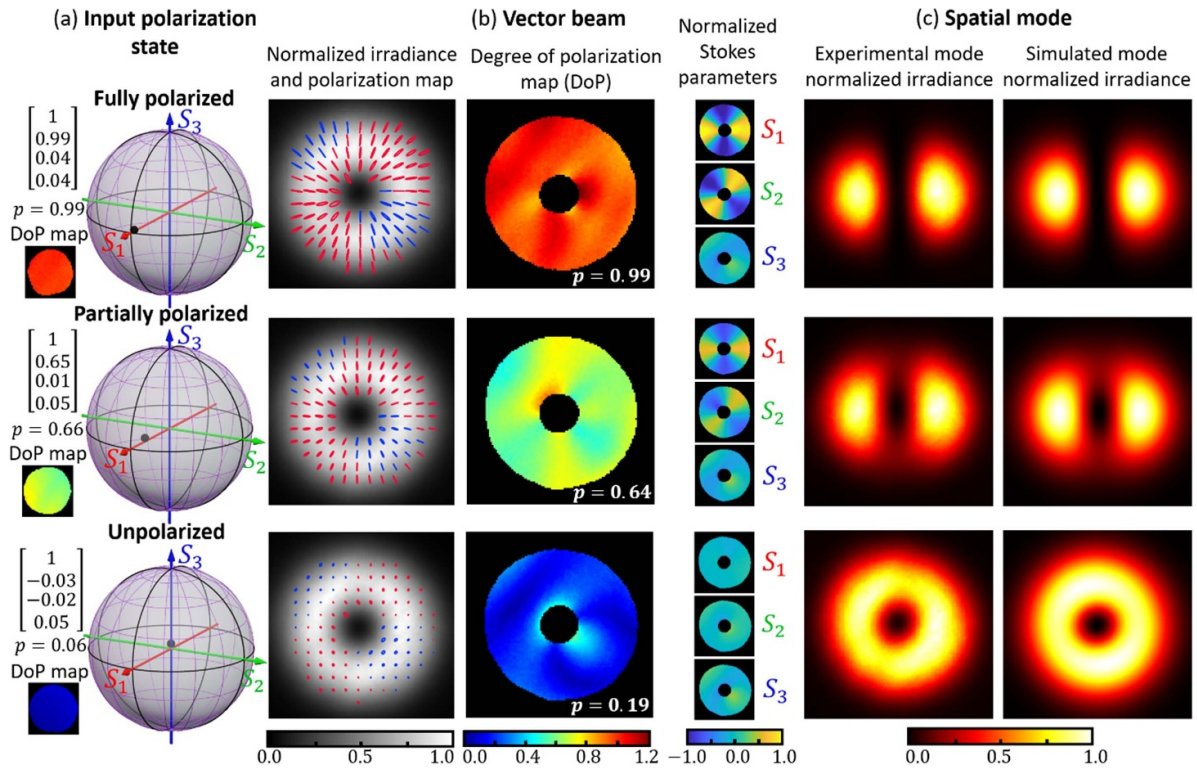 (a) Input polarization
state
(b) Vector beam
(c) Spatial mode
Normalized irradiance
and polarization map
Degree of polarization
map (DoP)
Normalized
Stokes
parameters
Experimental mode
normalized irradiance
Simulated mode
normalized irradiance
Fully polarized
1
0.99
0.04
0.04
p = 0.99
DoP map
S3
S1
S2
p = 0.99
S1
S2
S3
Partially polarized
1
0.65
0.01
0.05
p = 0.66
DoP map
S3
S1
S2
p = 0.64
S1
S2
S3
Unpolarized
1
−0.03
−0.02
0.05
p = 0.06
DoP map
S3
S1
S2
p = 0.19
S1
S2
S3
0.0 0.5 1.0
0.0 0.4 0.8 1.2
−1.0 0.0 1.0
0.0 0.5 1.0